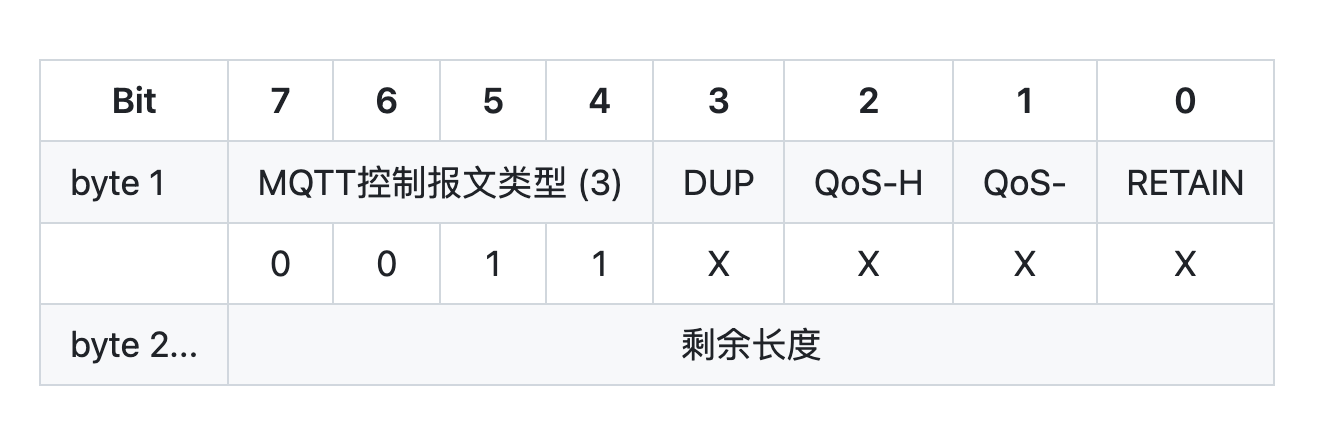 Bit 7 6 5 4 3 2 1 0
byte 1 MQTT控制报文类型 (3) DUP QoS-H QoS- RETAIN
0 0 1 1 X X X X
byte 2... 剩余长度